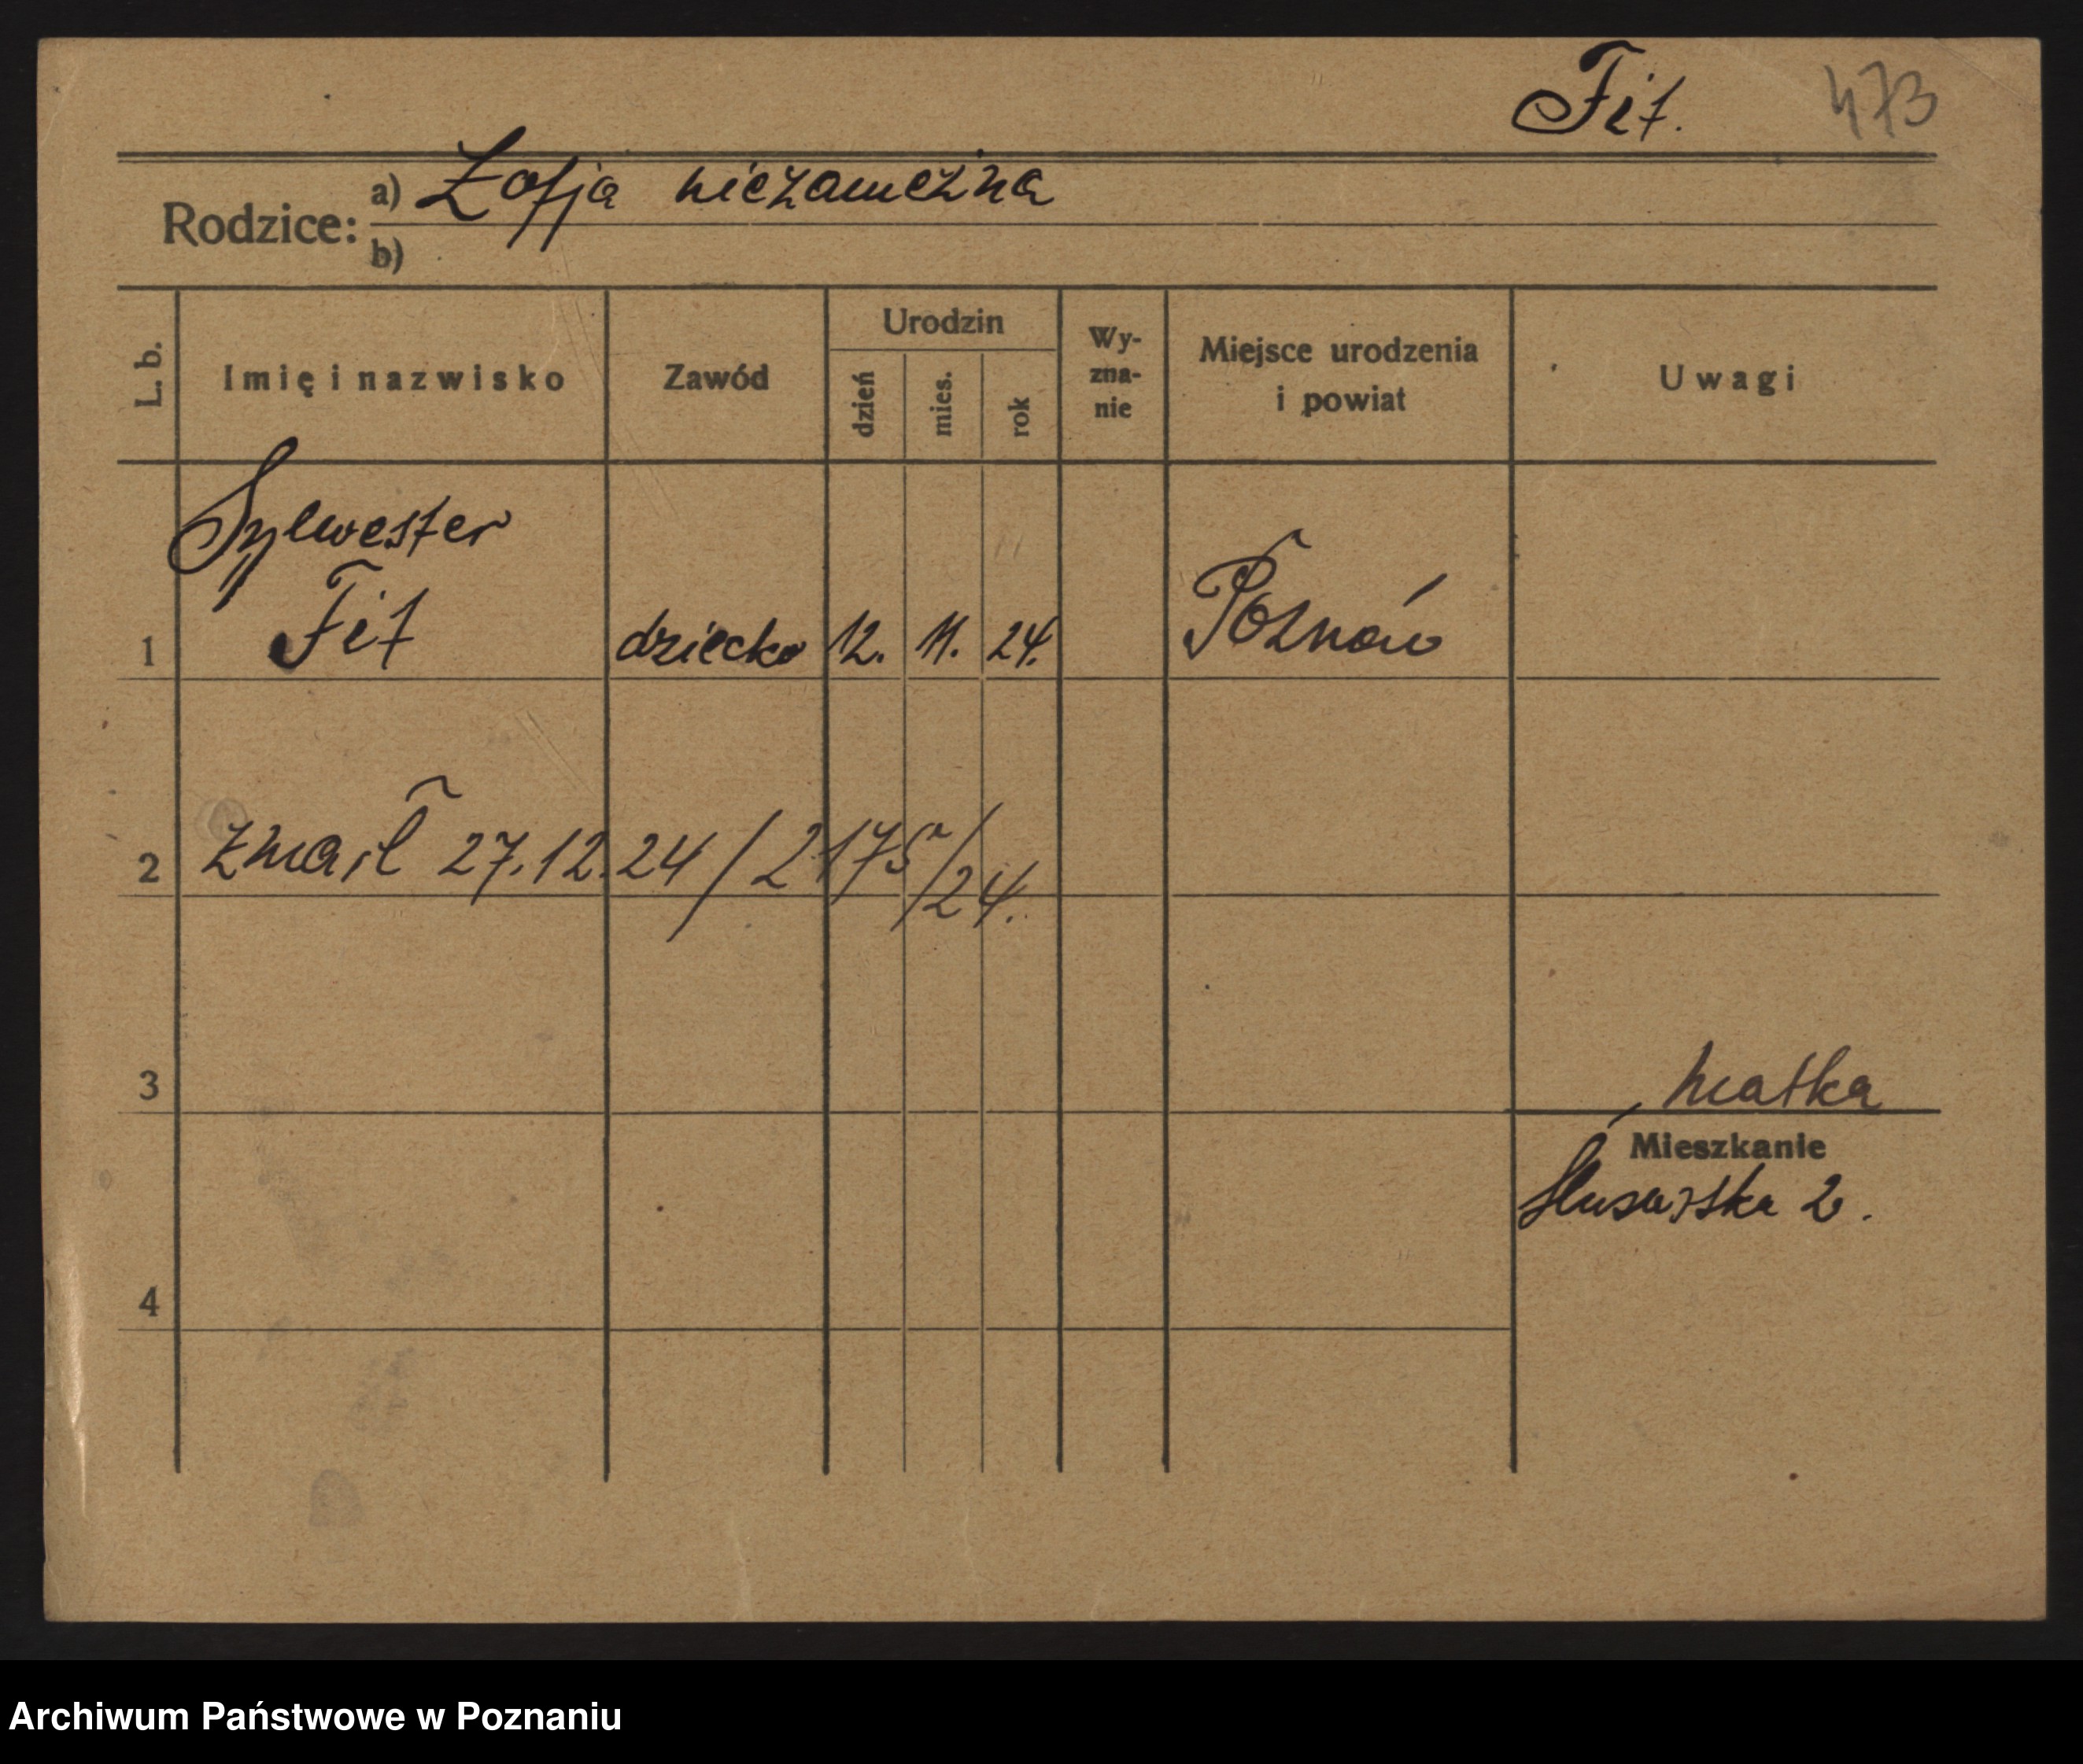 Fit. 473
Rodzice: a) Zofja niezamężna
b)
L. b. Imię i nazwisko Zawód Urodzin dzień mies. rok Wy-zna-nie Miejsce urodzenia i powiat Uwagi
Sylwester
1 Fit dziecko 12. 11. 24. Poznań
2 zmarł 27.12.24 / 2175/24.
3 matka
Mieszkanie
Ślusarska 2.
4
Archiwum Państwowe w Poznaniu